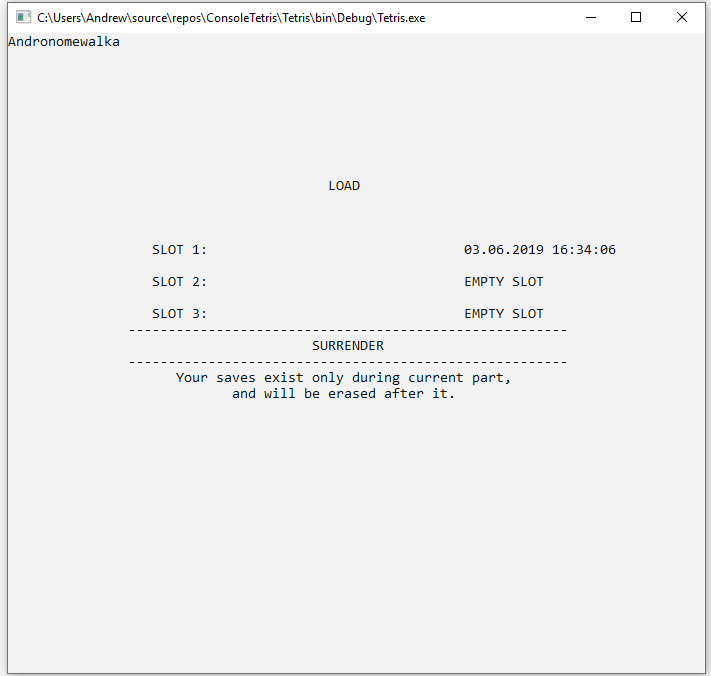 C:\Users\Andrew\source\repos\ConsoleTetris\Tetris\bin\Debug\Tetris.exe
Andronomewalka
LOAD
SLOT 1: 03.06.2019 16:34:06
SLOT 2: EMPTY SLOT
SLOT 3: EMPTY SLOT
-------------------------------------------------------
SURRENDER
-------------------------------------------------------
Your saves exist only during current part,
and will be erased after it.